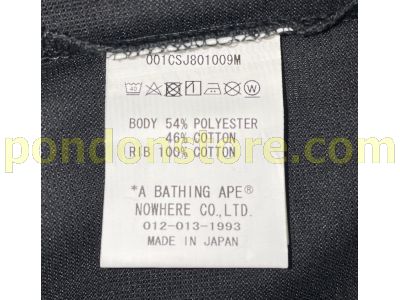 001CSJ801009M
40
W
BODY 54% POLYESTER
46% COTTON
RIB 100% COTTON
pondonstore.com
*A BATHING APE®
NOWHERE CO.,LTD.
012-013-1993
MADE IN JAPAN